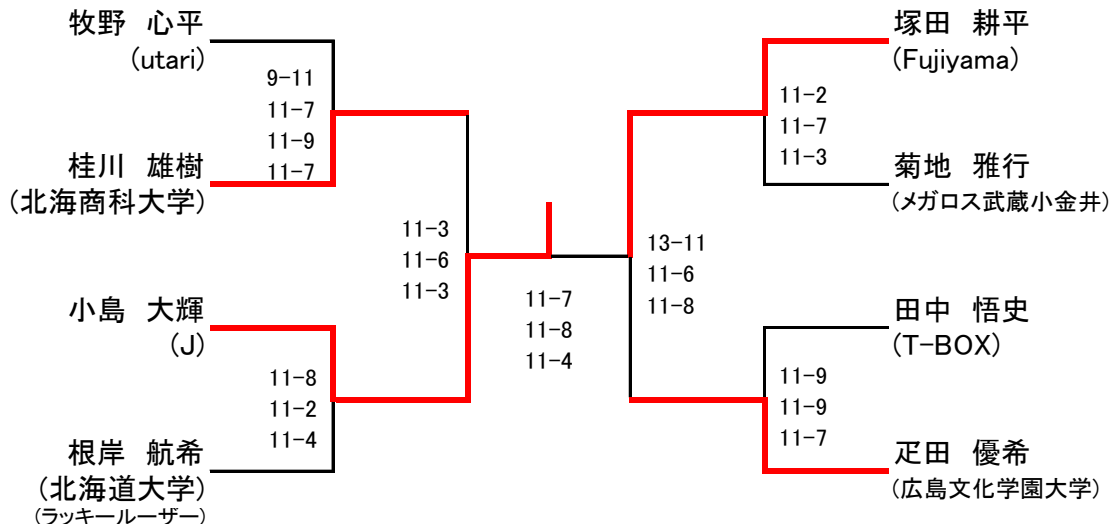 牧野 心平
(utari)
9-11
11-7
11-9
11-7
桂川 雄樹
(北海商科大学)
11-3
11-6
11-3
小島 大輝
(J)
11-8
11-2
11-4
根岸 航希
(北海道大学)
(ラッキールーザー)
11-7
11-8
11-4
塚田 耕平
(Fujiyama)
11-2
11-7
11-3
菊地 雅行
(メガロス武蔵小金井)
13-11
11-6
11-8
田中 悟史
(T-BOX)
11-9
11-9
11-7
疋田 優希
(広島文化学園大学)